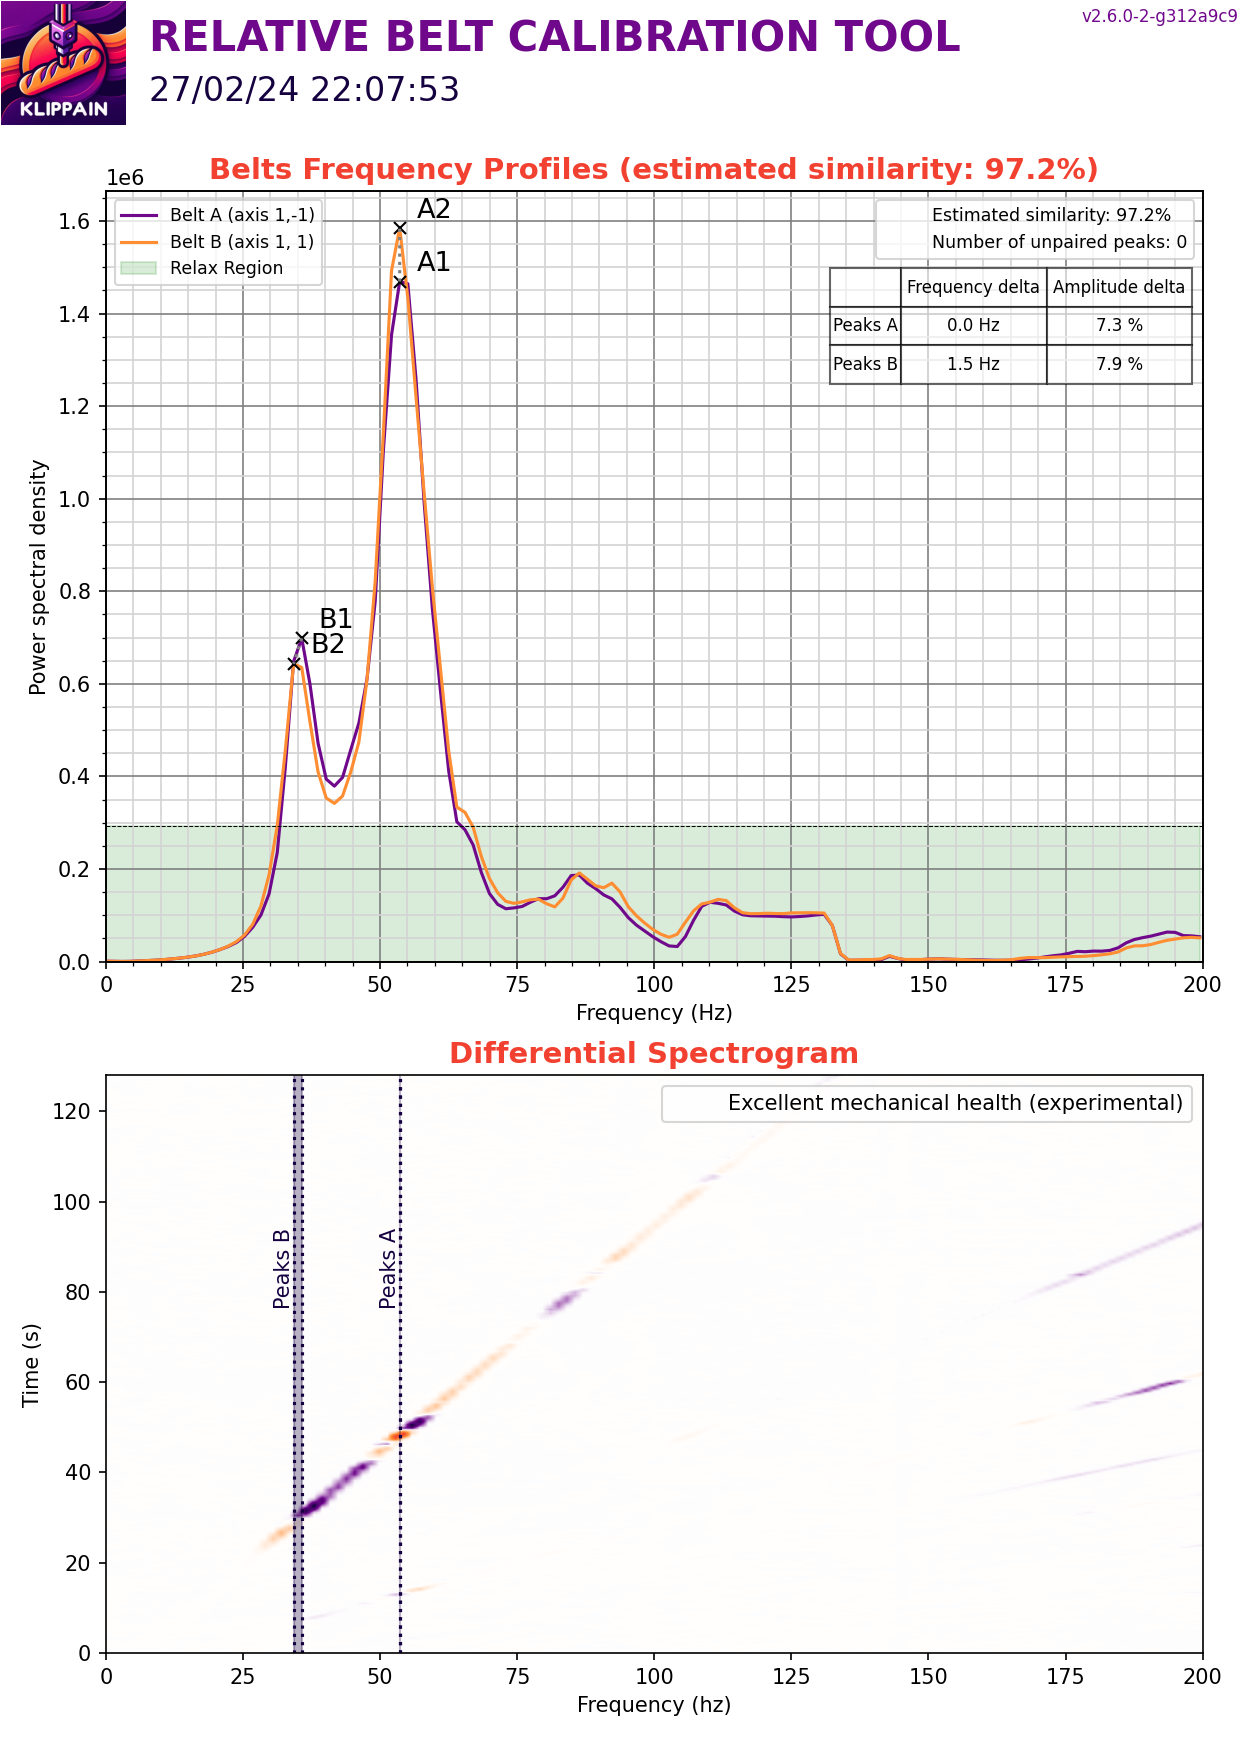 KLIPPAIN
RELATIVE BELT CALIBRATION TOOL
27/02/24 22:07:53
v2.6.0-2-g312a9c9
Belts Frequency Profiles (estimated similarity: 97.2%)
1e6
Belt A (axis 1,-1)
Belt B (axis 1, 1)
Relax Region
A2
A1
B1
B2
Estimated similarity: 97.2%
Number of unpaired peaks: 0
Frequency delta Amplitude delta
Peaks A 0.0 Hz 7.3 %
Peaks B 1.5 Hz 7.9 %
Power spectral density
1.6
1.4
1.2
1.0
0.8
0.6
0.4
0.2
0.0
0 25 50 75 100 125 150 175 200
Frequency (Hz)
Differential Spectrogram
Excellent mechanical health (experimental)
Peaks B
Peaks A
Time (s)
120
100
80
60
40
20
0
0 25 50 75 100 125 150 175 200
Frequency (hz)